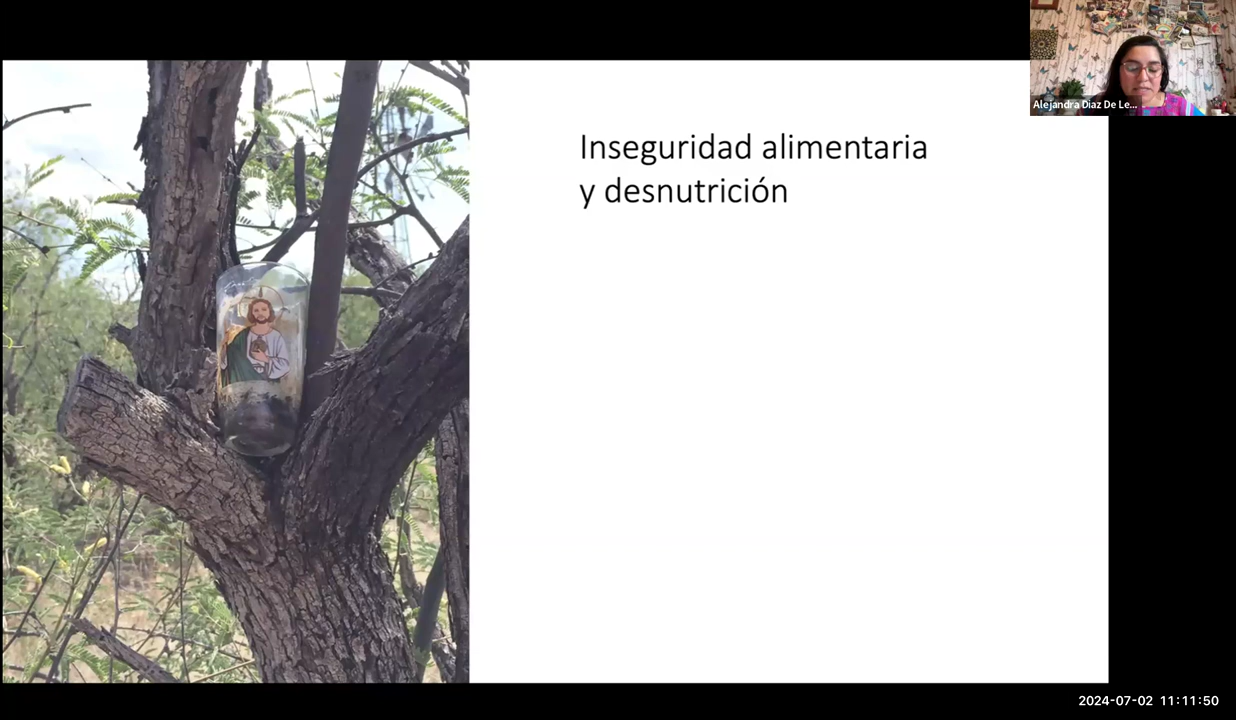 Inseguridad alimentaria
y desnutrición
Alejandra Diaz De Le...
2024-07-02 11:11:50